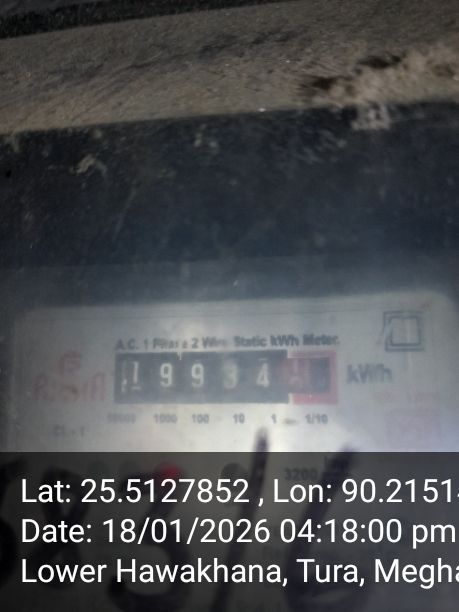 A.C. 1 Phase 2 Wire Static kWh Meter.
9 9 3 4 kWh
10000 1000 100 10 1 1/10
3200
Lat: 25.5127852 , Lon: 90.2151
Date: 18/01/2026 04:18:00 pm
Lower Hawakhana, Tura, Megha